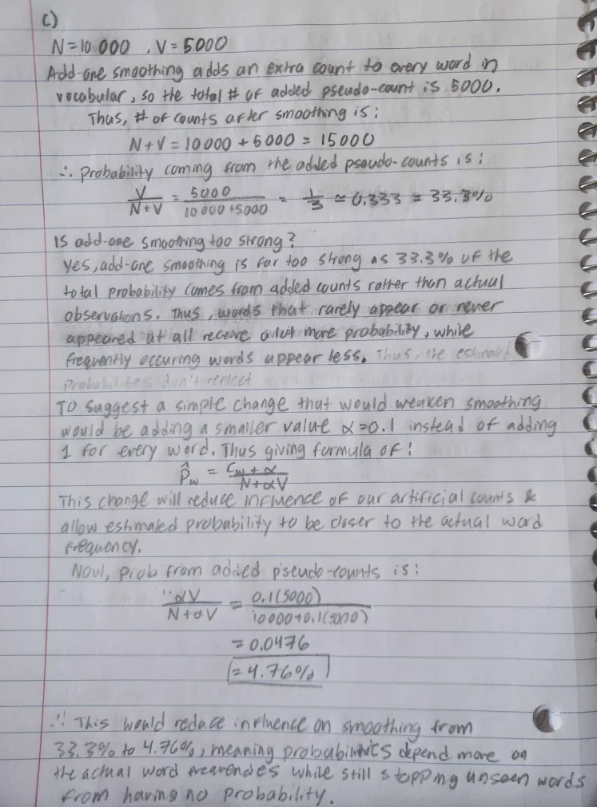 c)
N=10 000 , V=5000
Add-one smoothing adds an extra count to every word in
vocabular, so the total # of added pseudo-count is 5000.
Thus, # of counts after smoothing is:
N+V = 10000 + 5000 = 15000
∴ Probability coming from the added pseudo-counts is:
V/(N+V) = 5000/(10 000+5000) = 1/3 ≈ 0.333 = 33.3%
Is add-one smoothing too strong?
Yes, add-one smoothing is far too strong as 33.3% of the
total probability comes from added counts rather than actual
observations. Thus, words that rarely appear or never
appeared at all receive a lot more probability, while
frequently occuring words appear less. Thus, the estimated
probabilities don't reflect
To suggest a simple change that would weaken smoothing
would be adding a smaller value α=0.1 instead of adding
1 for every word. Thus giving formula of:
P̂w = (Cw+α)/(N+αV)
This change will reduce influence of our artificial counts &
allow estimated probability to be closer to the actual word
frequency.
Now, prob from added pseudo-counts is:
αV/(N+αV) = 0.1(5000)/(10000+0.1(5000))
=0.0476
=4.76%
∴ This would reduce influence on smoothing from
33.3% to 4.76%, meaning probabilities depend more on
the actual word frequencies while still stopping unseen words
from having no probability.